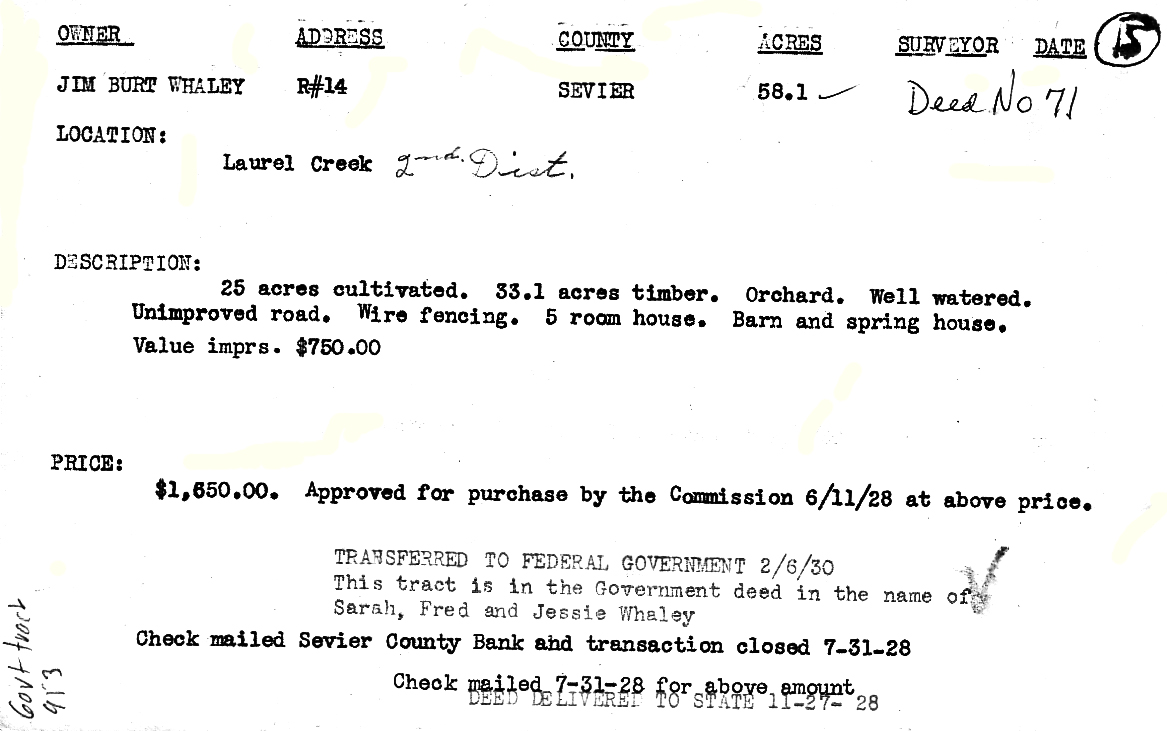 OWNER ADDRESS COUNTY ACRES SURVEYOR DATE 15
JIM BURT WHALEY R#14 SEVIER 58.1 ✓ Deed No 71
LOCATION:
Laurel Creek 2nd. Dist.
DESCRIPTION:
25 acres cultivated. 33.1 acres timber. Orchard. Well watered.
Unimproved road. Wire fencing. 5 room house. Barn and spring house.
Value imprs. $750.00
PRICE:
$1,650.00. Approved for purchase by the Commission 6/11/28 at above price.
TRANSFERRED TO FEDERAL GOVERNMENT 2/6/30
This tract is in the Government deed in the name of
Sarah, Fred and Jessie Whaley
Check mailed Sevier County Bank and transaction closed 7-31-28
Check mailed 7-31-28 for above amount
DEED DELIVERED TO STATE 11-27- 28
Govt tract